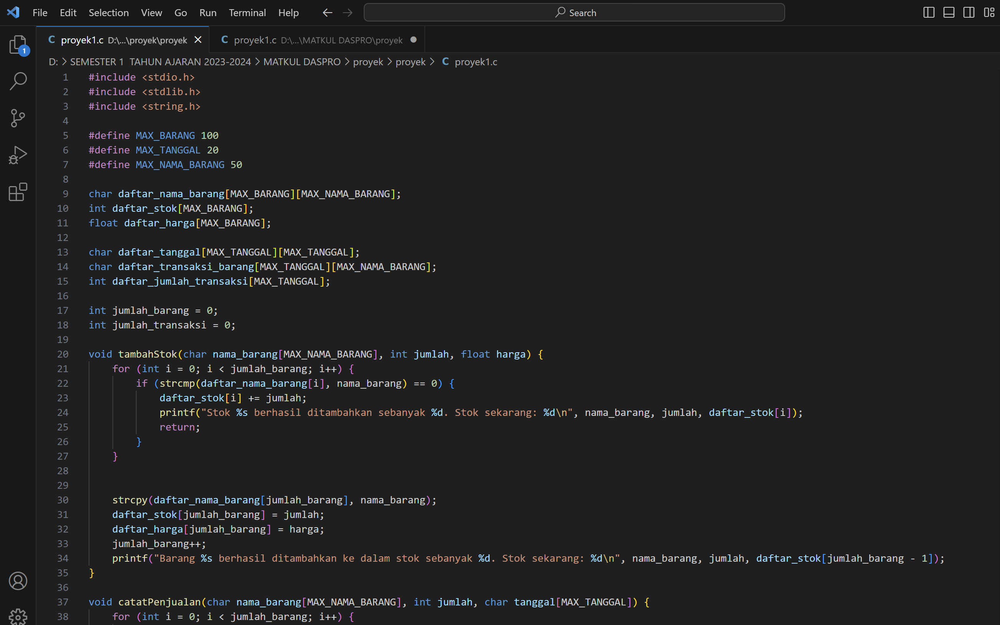 File Edit Selection View Go Run Terminal Help Search
C proyek1.c D:\...\proyek\proyek C proyek1.c D:\...\MATKUL DASPRO\proyek
1
D: > SEMESTER 1 TAHUN AJARAN 2023-2024 > MATKUL DASPRO > proyek > proyek > C proyek1.c
1 #include <stdio.h>
2 #include <stdlib.h>
3 #include <string.h>
4
5 #define MAX_BARANG 100
6 #define MAX_TANGGAL 20
7 #define MAX_NAMA_BARANG 50
8
9 char daftar_nama_barang[MAX_BARANG][MAX_NAMA_BARANG];
10 int daftar_stok[MAX_BARANG];
11 float daftar_harga[MAX_BARANG];
12
13 char daftar_tanggal[MAX_TANGGAL][MAX_TANGGAL];
14 char daftar_transaksi_barang[MAX_TANGGAL][MAX_NAMA_BARANG];
15 int daftar_jumlah_transaksi[MAX_TANGGAL];
16
17 int jumlah_barang = 0;
18 int jumlah_transaksi = 0;
19
20 void tambahStok(char nama_barang[MAX_NAMA_BARANG], int jumlah, float harga) {
21     for (int i = 0; i < jumlah_barang; i++) {
22         if (strcmp(daftar_nama_barang[i], nama_barang) == 0) {
23             daftar_stok[i] += jumlah;
24             printf("Stok %s berhasil ditambahkan sebanyak %d. Stok sekarang: %d\n", nama_barang, jumlah, daftar_stok[i]);
25             return;
26         }
27     }
28
29
30     strcpy(daftar_nama_barang[jumlah_barang], nama_barang);
31     daftar_stok[jumlah_barang] = jumlah;
32     daftar_harga[jumlah_barang] = harga;
33     jumlah_barang++;
34     printf("Barang %s berhasil ditambahkan ke dalam stok sebanyak %d. Stok sekarang: %d\n", nama_barang, jumlah, daftar_stok[jumlah_barang - 1]);
35 }
36
37 void catatPenjualan(char nama_barang[MAX_NAMA_BARANG], int jumlah, char tanggal[MAX_TANGGAL]) {
38     for (int i = 0; i < jumlah_barang; i++) {